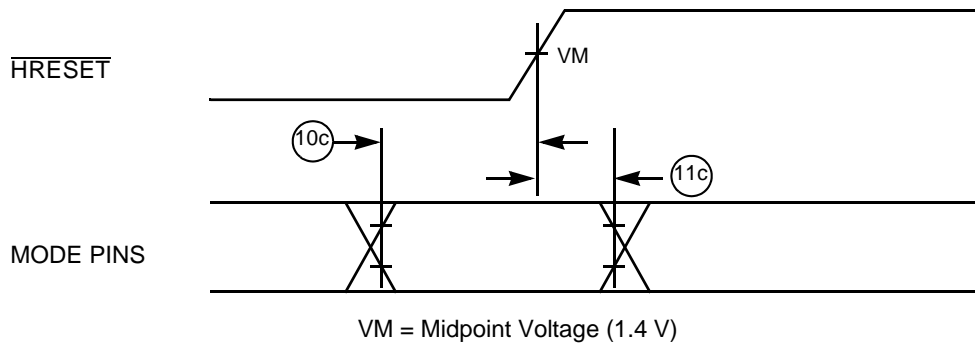 HRESET
VM
10c
11c
MODE PINS
VM = Midpoint Voltage (1.4 V)